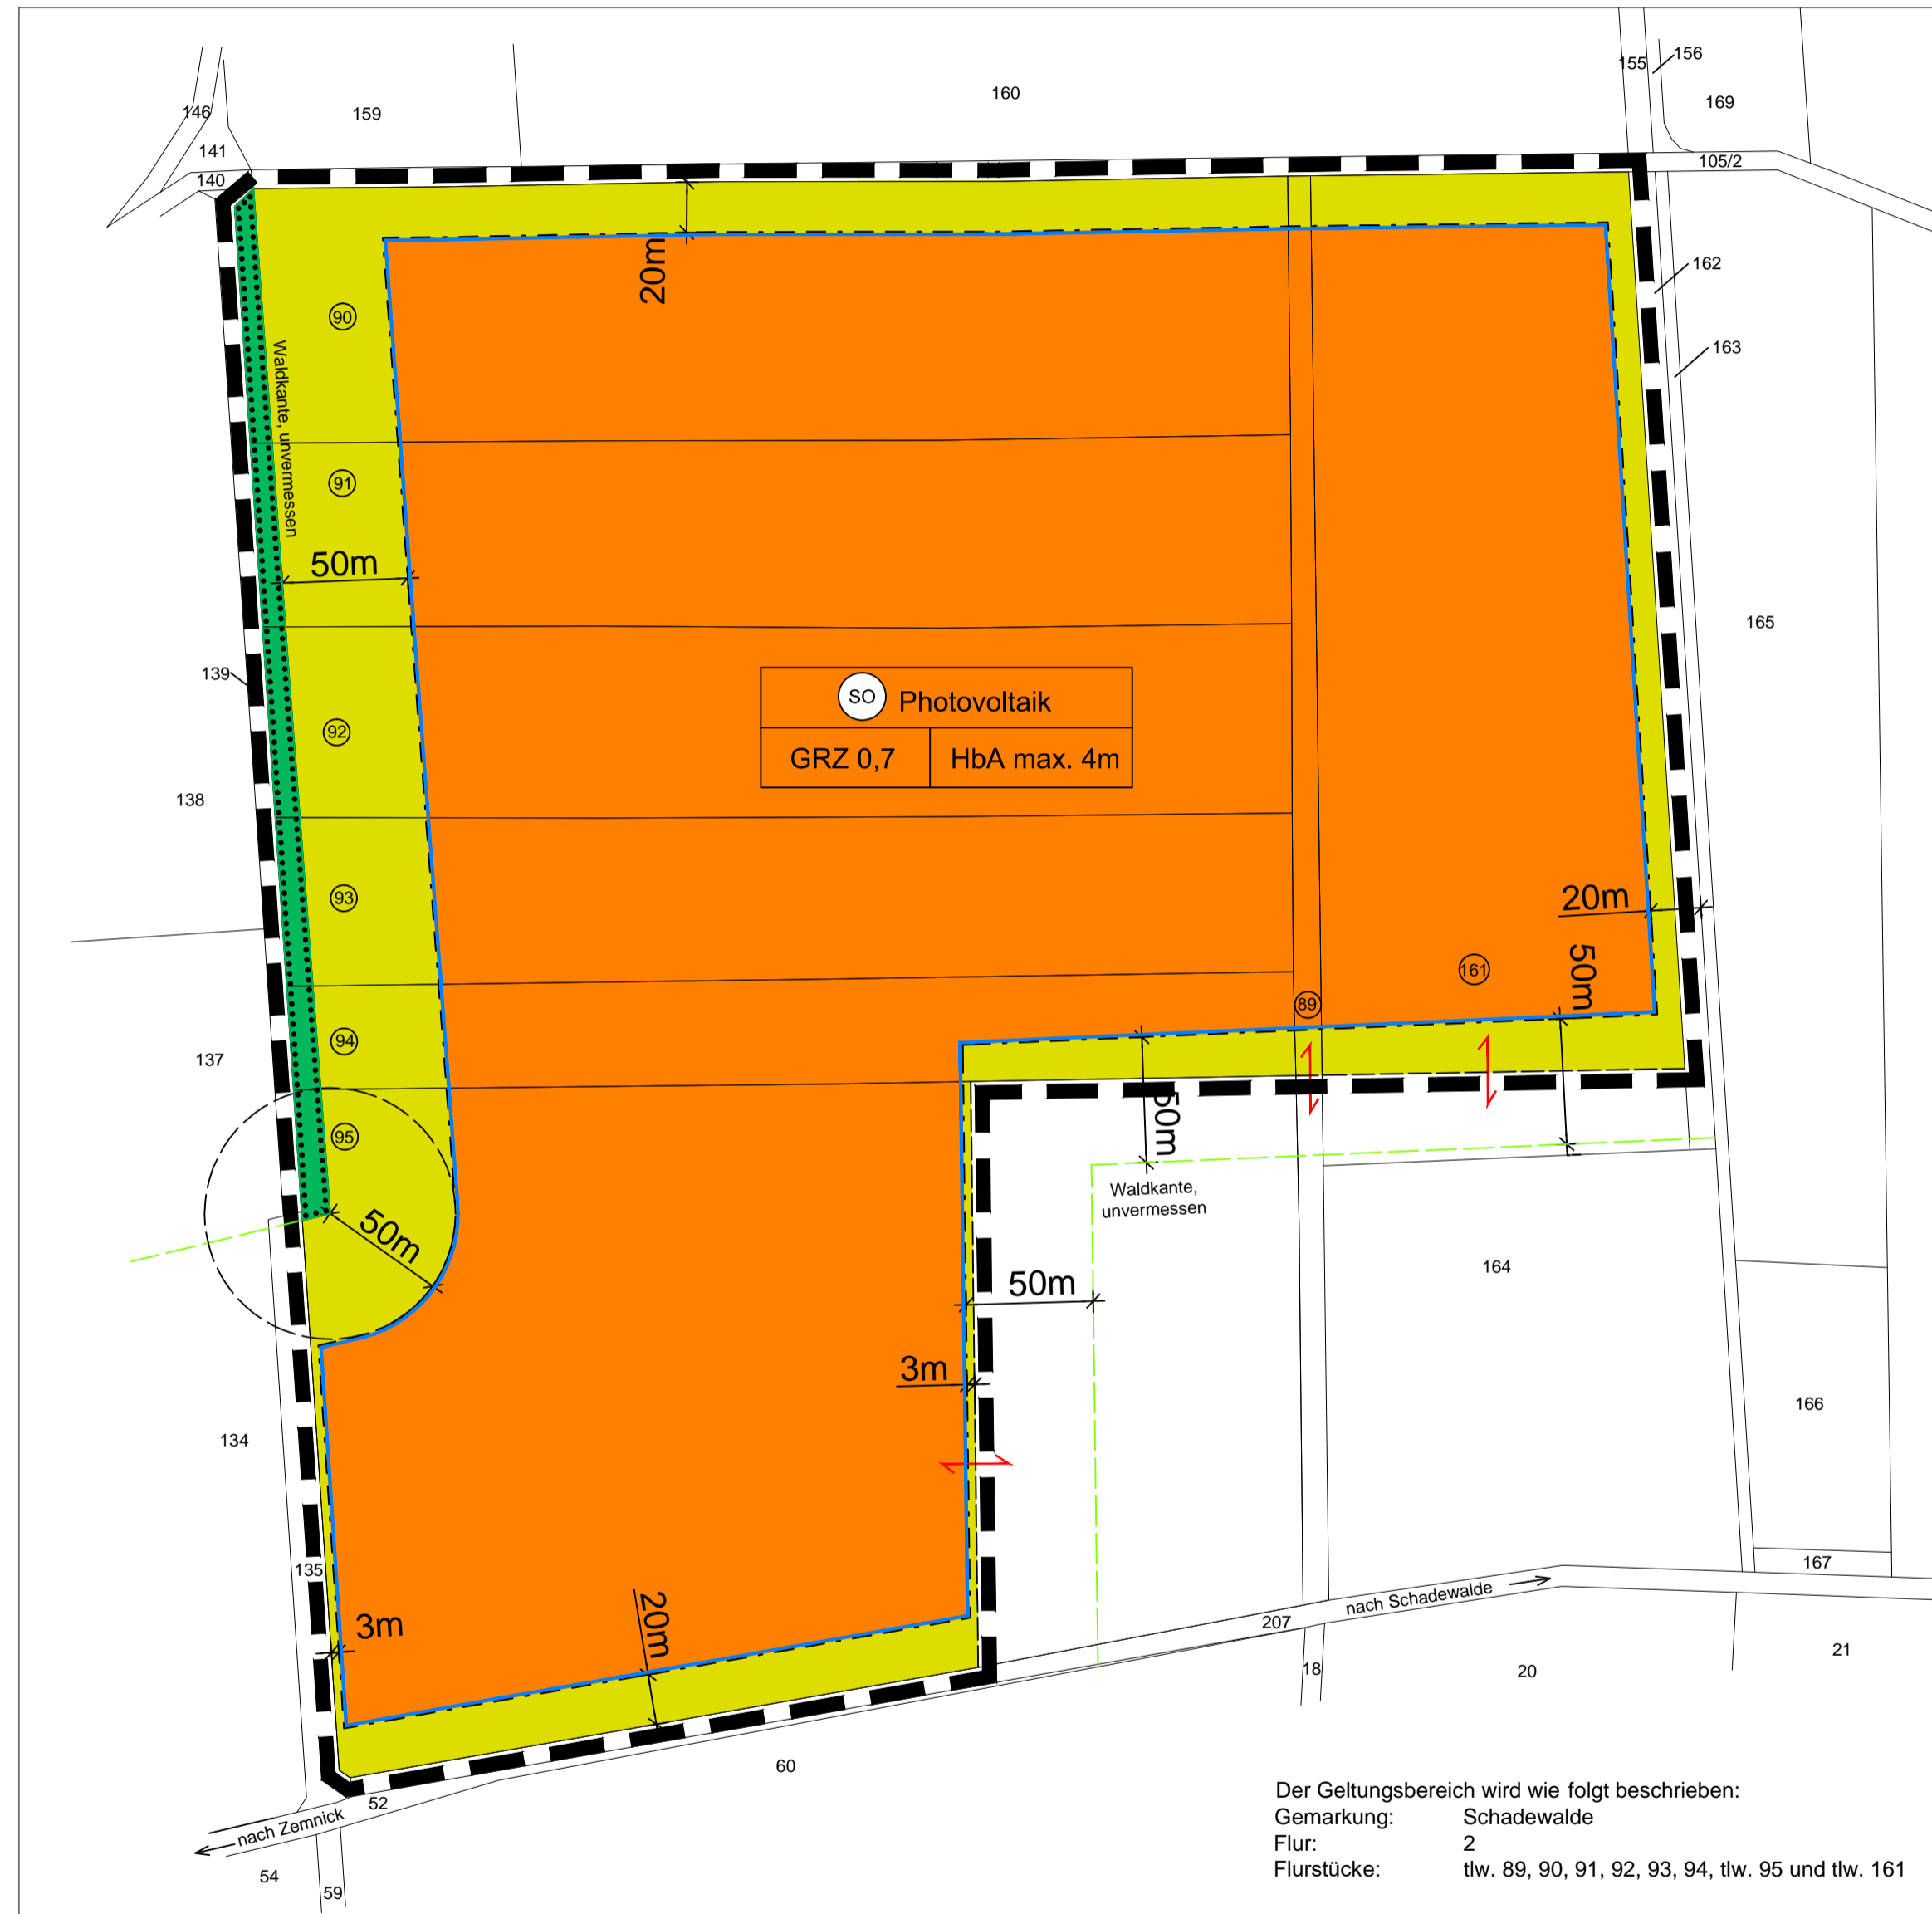 155
156
160
169
146
159
141
105/2
140
20m
162
90
163
Waldkante, unvermessen
91
50m
165
139
SO Photovoltaik
92
GRZ 0,7 HbA max. 4m
138
93
20m
50m
161
89
94
137
50m
95
Waldkante,
unvermessen
50m
164
50m
3m
166
134
135
167
nach Schadewalde
20m
3m
207
21
18
20
60
Der Geltungsbereich wird wie folgt beschrieben:
52
Gemarkung: Schadewalde
nach Zemnick
Flur: 2
Flurstücke: tlw. 89, 90, 91, 92, 93, 94, tlw. 95 und tlw. 161
54
59